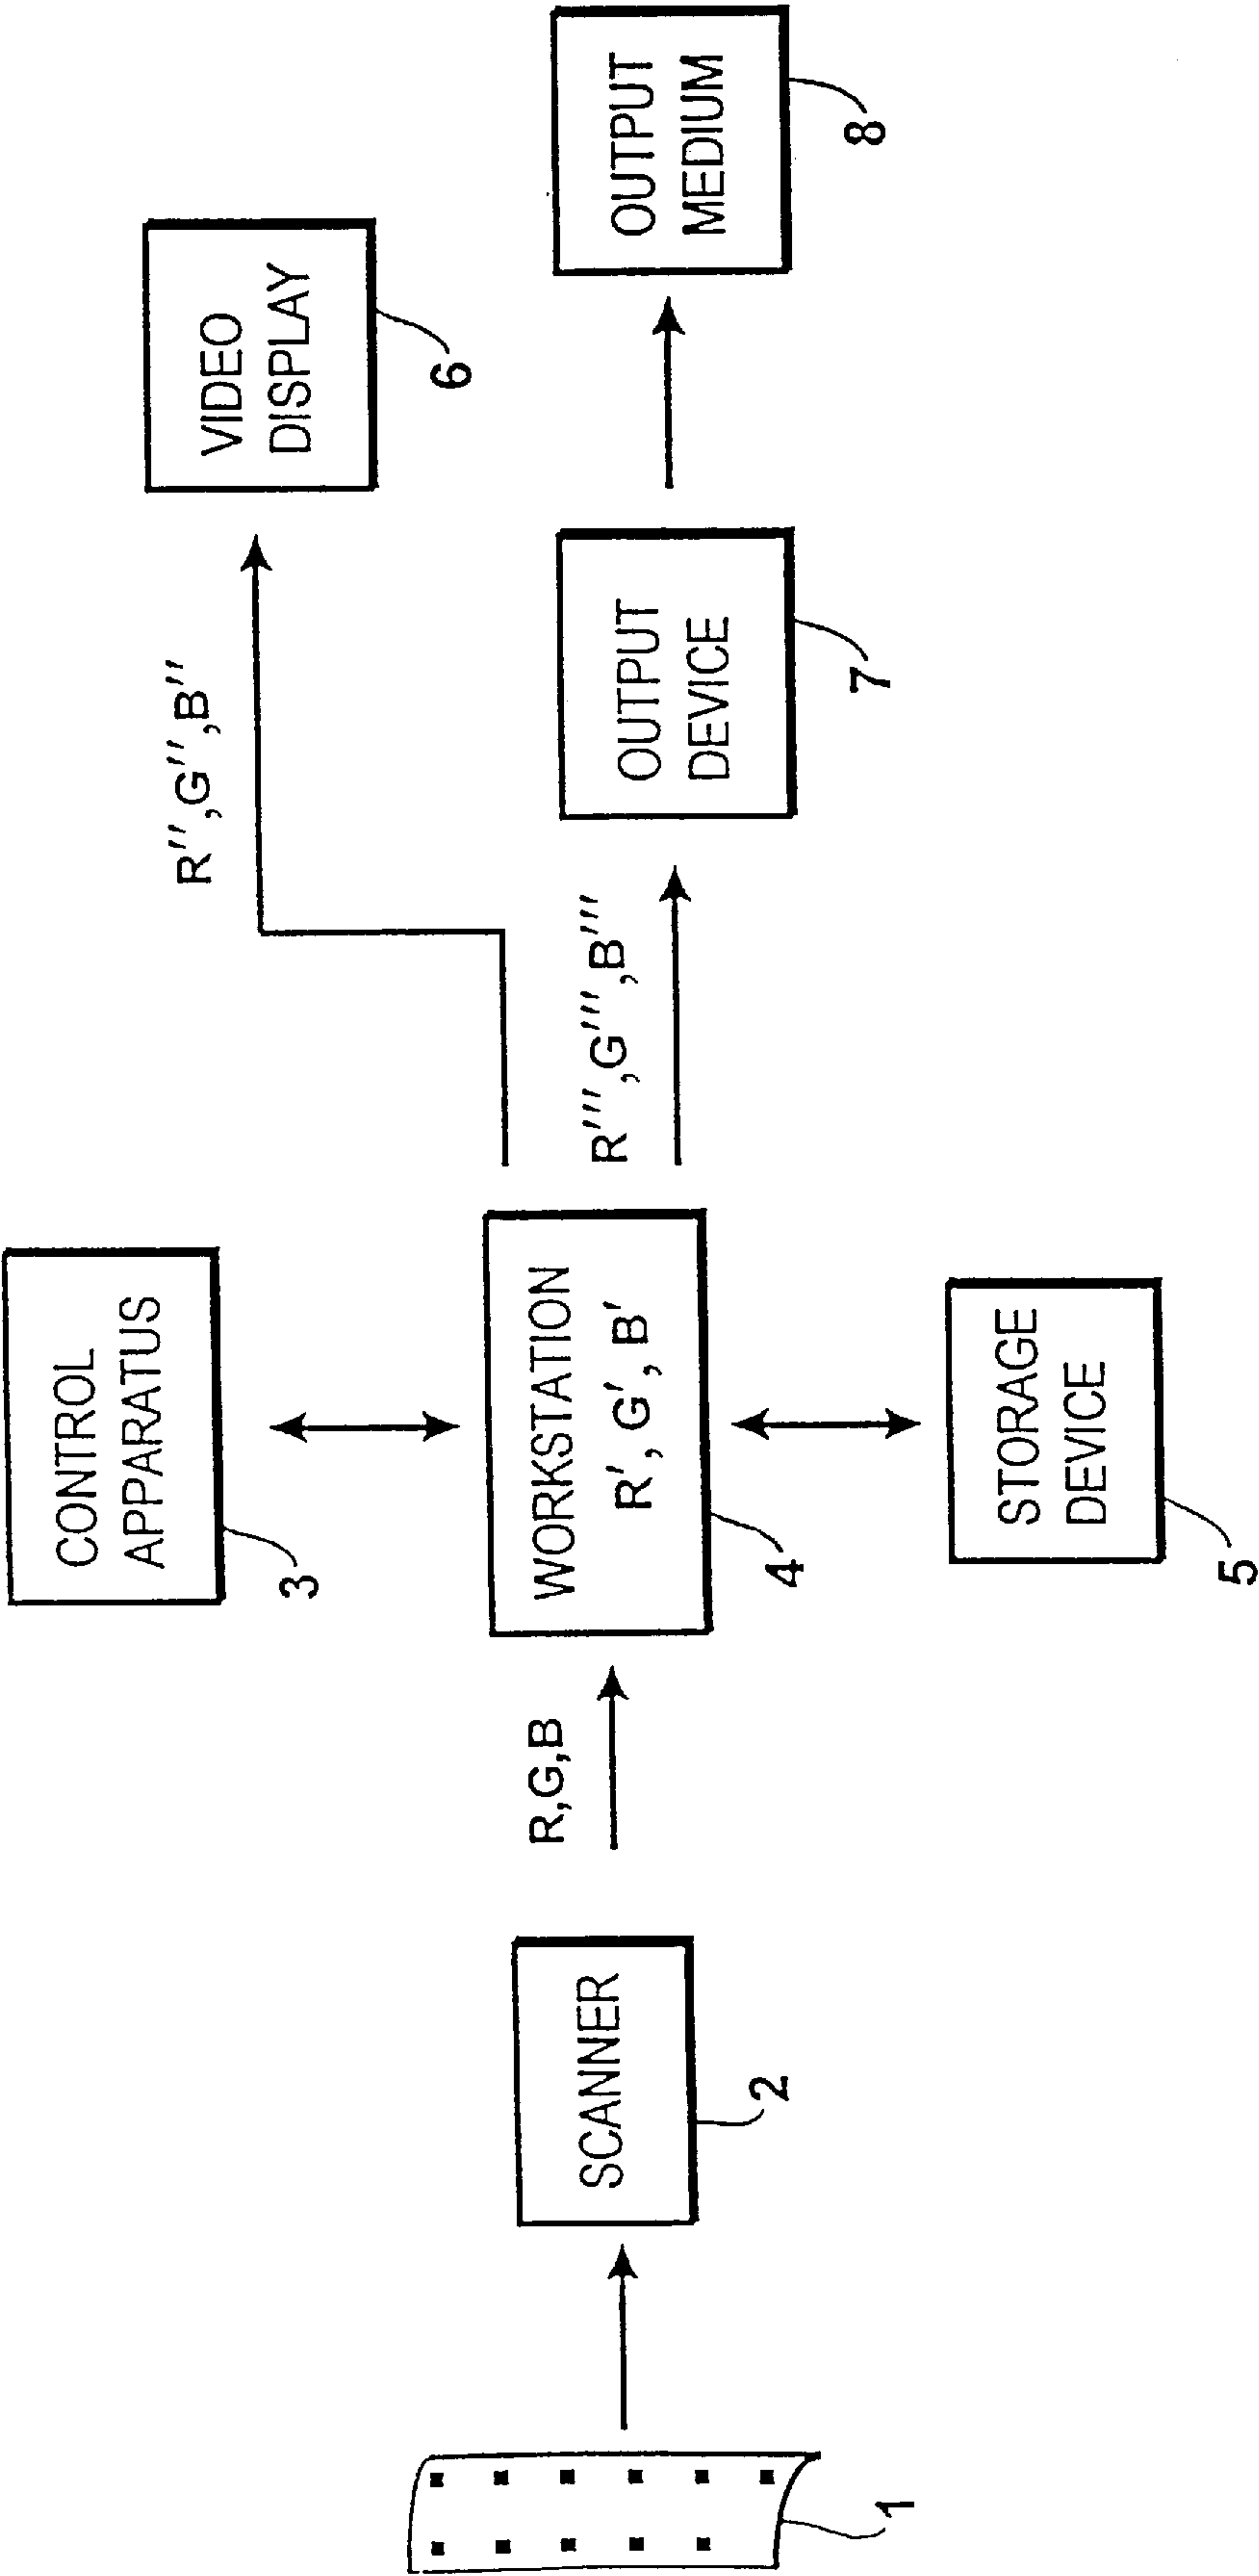 1
SCANNER
2
R,G,B
CONTROL
APPARATUS
3
WORKSTATION
R', G', B'
4
STORAGE
DEVICE
5
R'',G'',B''
VIDEO
DISPLAY
6
R''',G''',B'''
OUTPUT
DEVICE
7
OUTPUT
MEDIUM
8